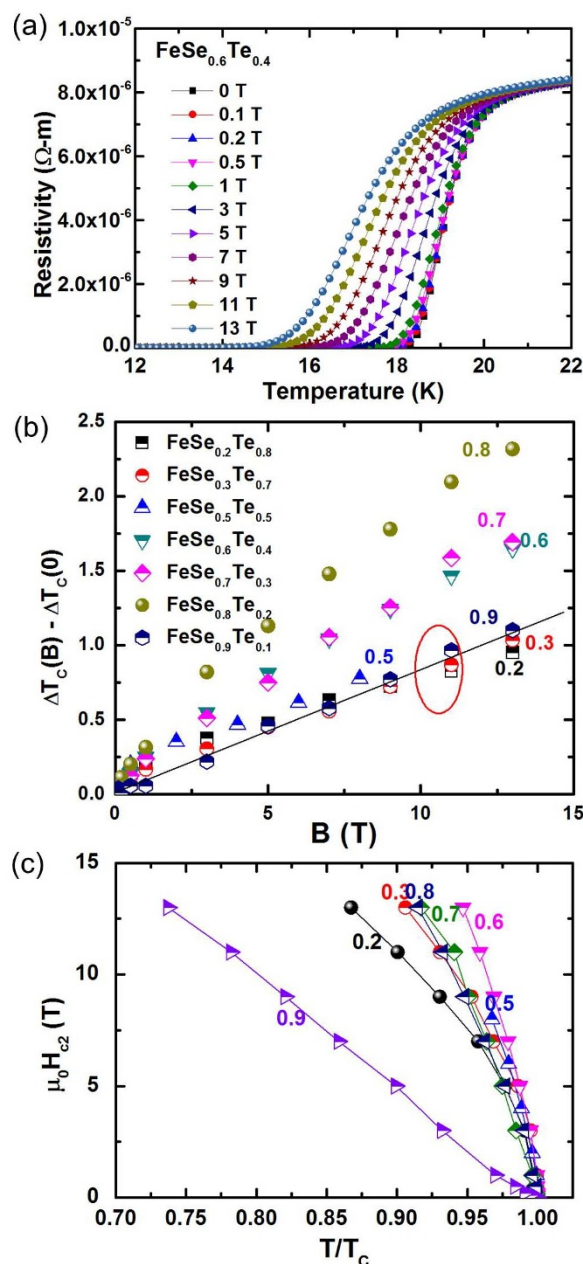 (a)
1.0x10⁻⁵
8.0x10⁻⁶
6.0x10⁻⁶
4.0x10⁻⁶
2.0x10⁻⁶
0.0
Resistivity (Ω-m)
FeSe₀.₆Te₀.₄
0 T
0.1 T
0.2 T
0.5 T
1 T
3 T
5 T
7 T
9 T
11 T
13 T
12 14 16 18 20 22
Temperature (K)
(b)
2.5
2.0
1.5
1.0
0.5
0.0
ΔT_C(B) - ΔT_C(0)
FeSe₀.₂Te₀.₈
FeSe₀.₃Te₀.₇
FeSe₀.₅Te₀.₅
FeSe₀.₆Te₀.₄
FeSe₀.₇Te₀.₃
FeSe₀.₈Te₀.₂
FeSe₀.₉Te₀.₁
0.8
0.7
0.6
0.9
0.5
0.3
0.2
0 5 10 15
B (T)
(c)
15
10
5
0
μ₀H_c2 (T)
0.3
0.8
0.7
0.6
0.2
0.5
0.9
0.70 0.75 0.80 0.85 0.90 0.95 1.00
T/T_C